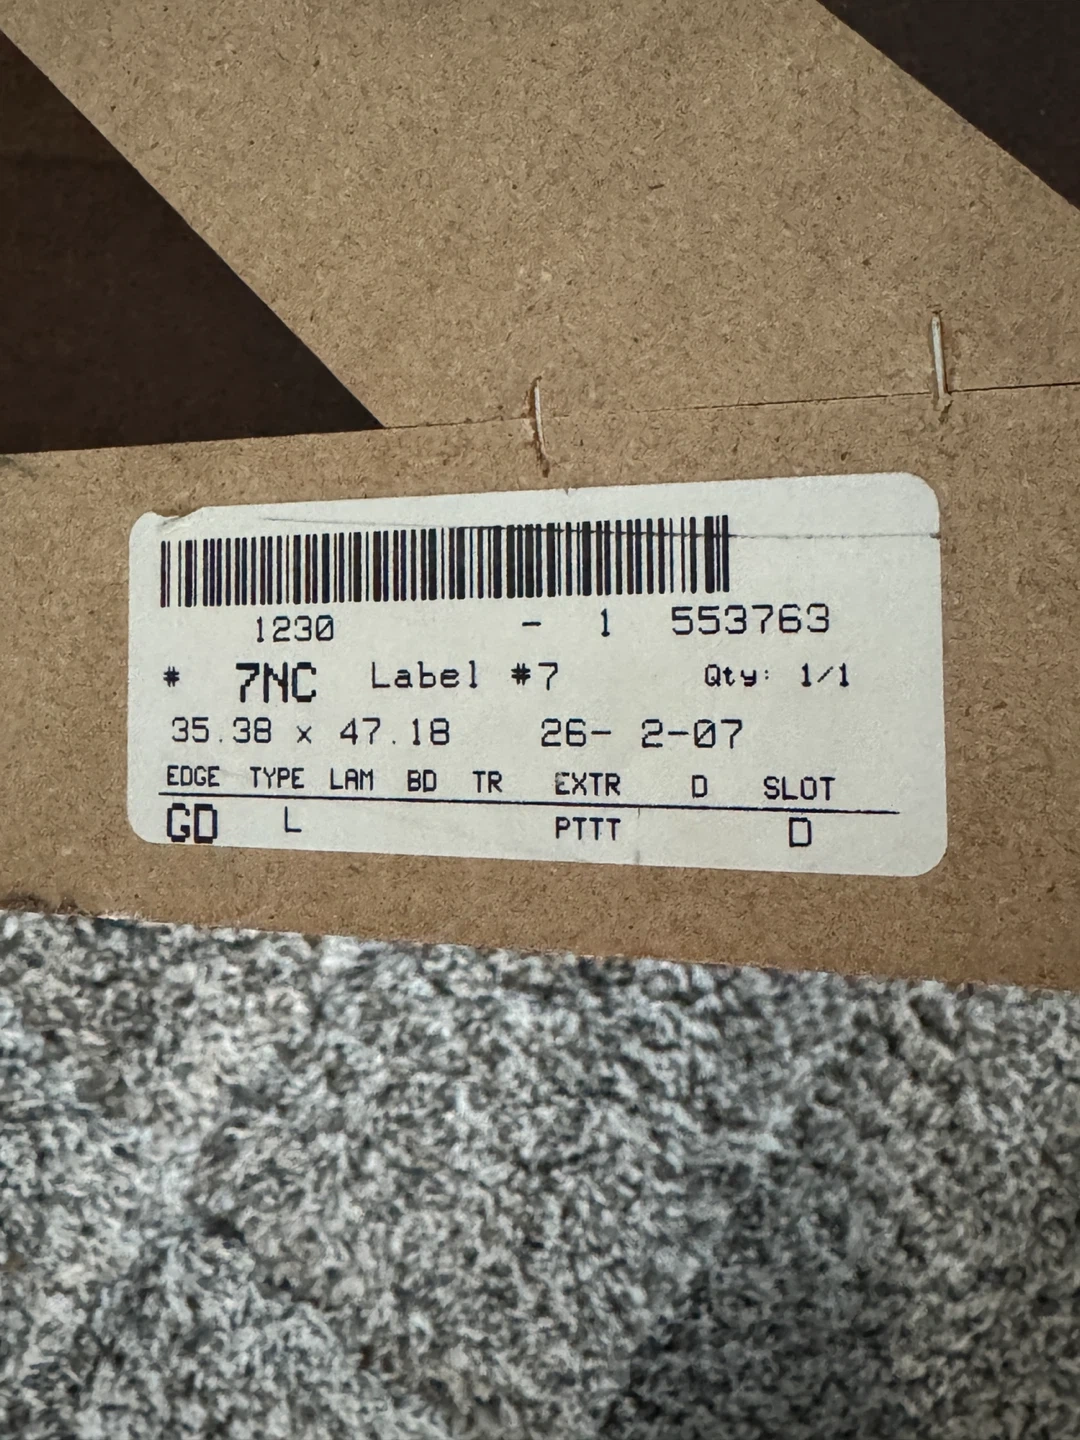 1230 - 1 553763
# 7NC Label #7 Qty: 1/1
35.38 x 47.18 26- 2-07
EDGE TYPE LAM BD TR EXTR D SLOT
GD L PTTT D